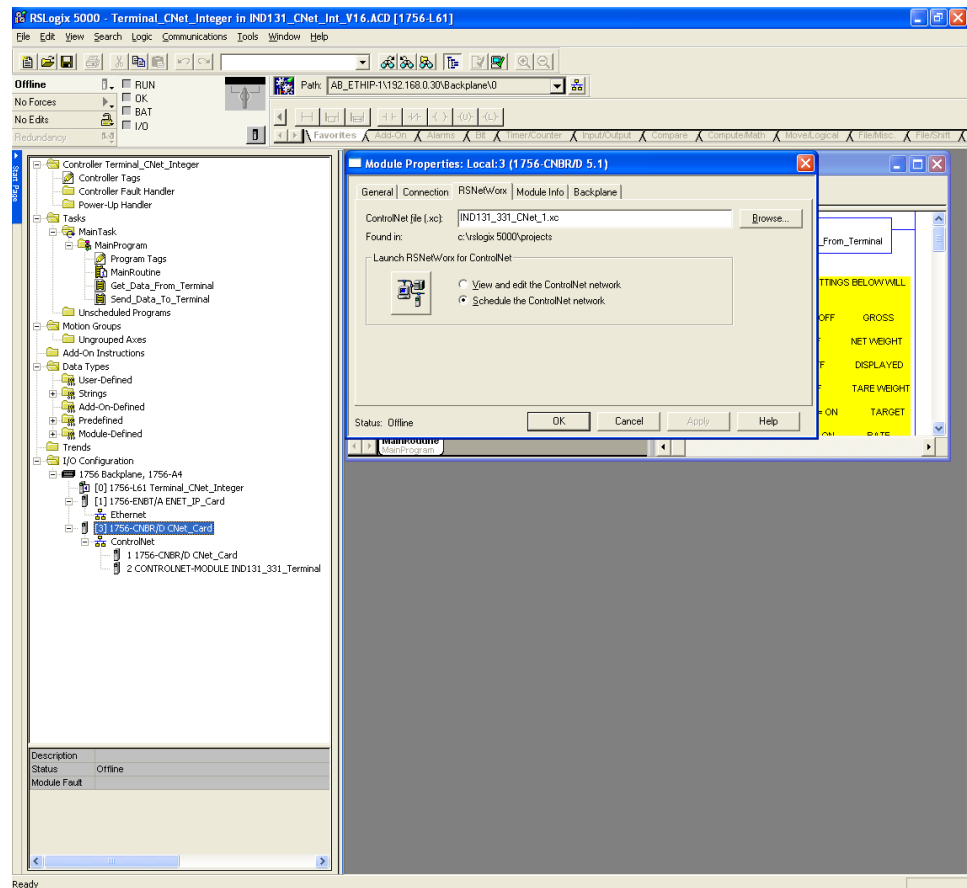 RSLogix 5000 - Terminal_CNet_Integer in IND131_CNet_Int_V16.ACD [1756-L61]
File Edit View Search Logic Communications Tools Window Help
Offline RUN
No Forces OK
No Edits BAT
Redundancy I/O
Path: AB_ETHIP-1\192.168.0.30\Backplane\0
Favorites Add-On Alarms Bit Timer/Counter Input/Output Compare Compute/Math Move/Logical File/Misc. File/Shift
Start Page
Controller Terminal_CNet_Integer
Controller Tags
Controller Fault Handler
Power-Up Handler
Tasks
MainTask
MainProgram
Program Tags
MainRoutine
Get_Data_From_Terminal
Send_Data_To_Terminal
Unscheduled Programs
Motion Groups
Ungrouped Axes
Add-On Instructions
Data Types
User-Defined
Strings
Add-On-Defined
Predefined
Module-Defined
Trends
I/O Configuration
1756 Backplane, 1756-A4
[0] 1756-L61 Terminal_CNet_Integer
[1] 1756-ENBT/A ENET_IP_Card
Ethernet
[3] 1756-CNBR/D CNet_Card
ControlNet
1 1756-CNBR/D CNet_Card
2 CONTROLNET-MODULE IND131_331_Terminal
Description
Status Offline
Module Fault
Module Properties: Local:3 (1756-CNBR/D 5.1)
General Connection RSNetWorx Module Info Backplane
ControlNet file (.xc): IND131_331_CNet_1.xc Browse...
Found in: c:\rslogix 5000\projects
Launch RSNetWorx for ControlNet
View and edit the ControlNet network
Schedule the ControlNet network
Status: Offline OK Cancel Apply Help
_From_Terminal
TTINGS BELOW WILL
OFF GROSS
NET WEIGHT
F DISPLAYED
TARE WEIGHT
= ON TARGET
ON RATE
MainRoutine
MainProgram
Ready